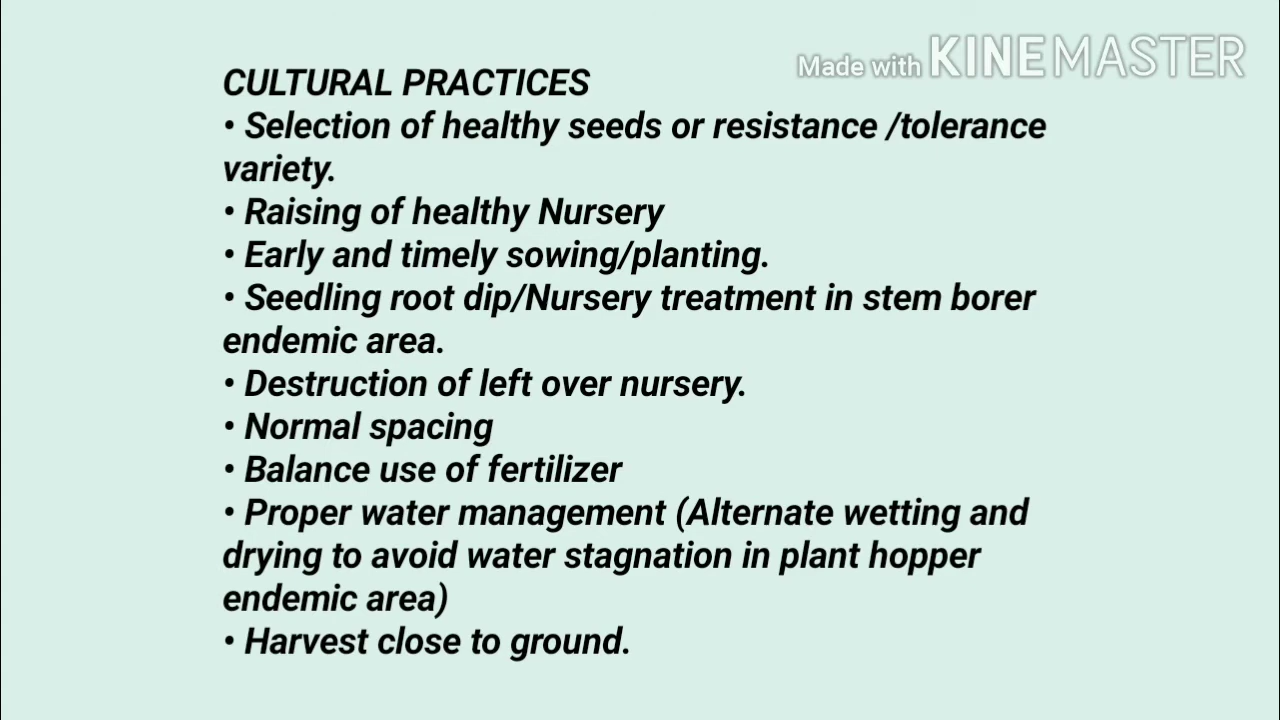 Made with KINEMASTER
CULTURAL PRACTICES
• Selection of healthy seeds or resistance /tolerance
variety.
• Raising of healthy Nursery
• Early and timely sowing/planting.
• Seedling root dip/Nursery treatment in stem borer
endemic area.
• Destruction of left over nursery.
• Normal spacing
• Balance use of fertilizer
• Proper water management (Alternate wetting and
drying to avoid water stagnation in plant hopper
endemic area)
• Harvest close to ground.